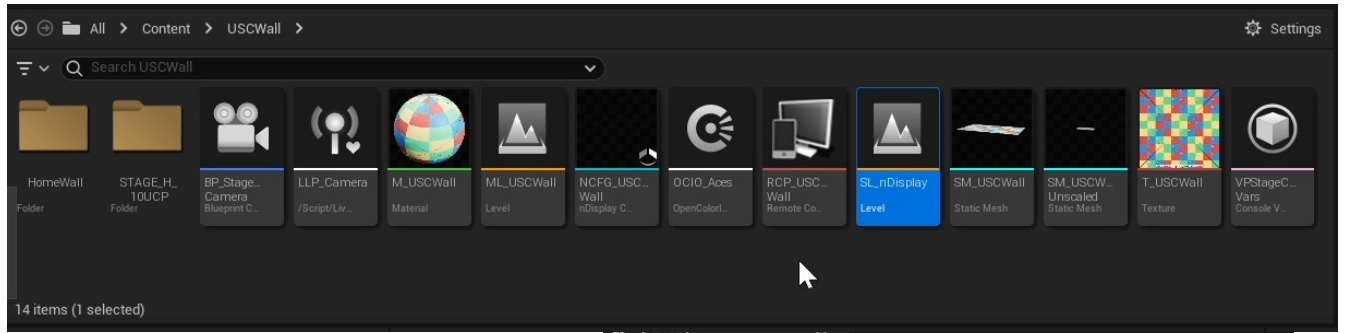 All > Content > USCWall >
Settings
Search USCWall
HomeWall
Folder
STAGE_H_
10UCP
Folder
BP_Stage...
Camera
Blueprint C...
LLP_Camera
/Script/Liv...
M_USCWall
Material
ML_USCWall
Level
NCFG_USC...
Wall
nDisplay C...
OCIO_Aces
OpenColorI...
RCP_USC...
Wall
Remote Co...
SL_nDisplay
Level
SM_USCWall
Static Mesh
SM_USCW...
Unscaled
Static Mesh
T_USCWall
Texture
VPStageC...
Vars
Console V...
14 items (1 selected)